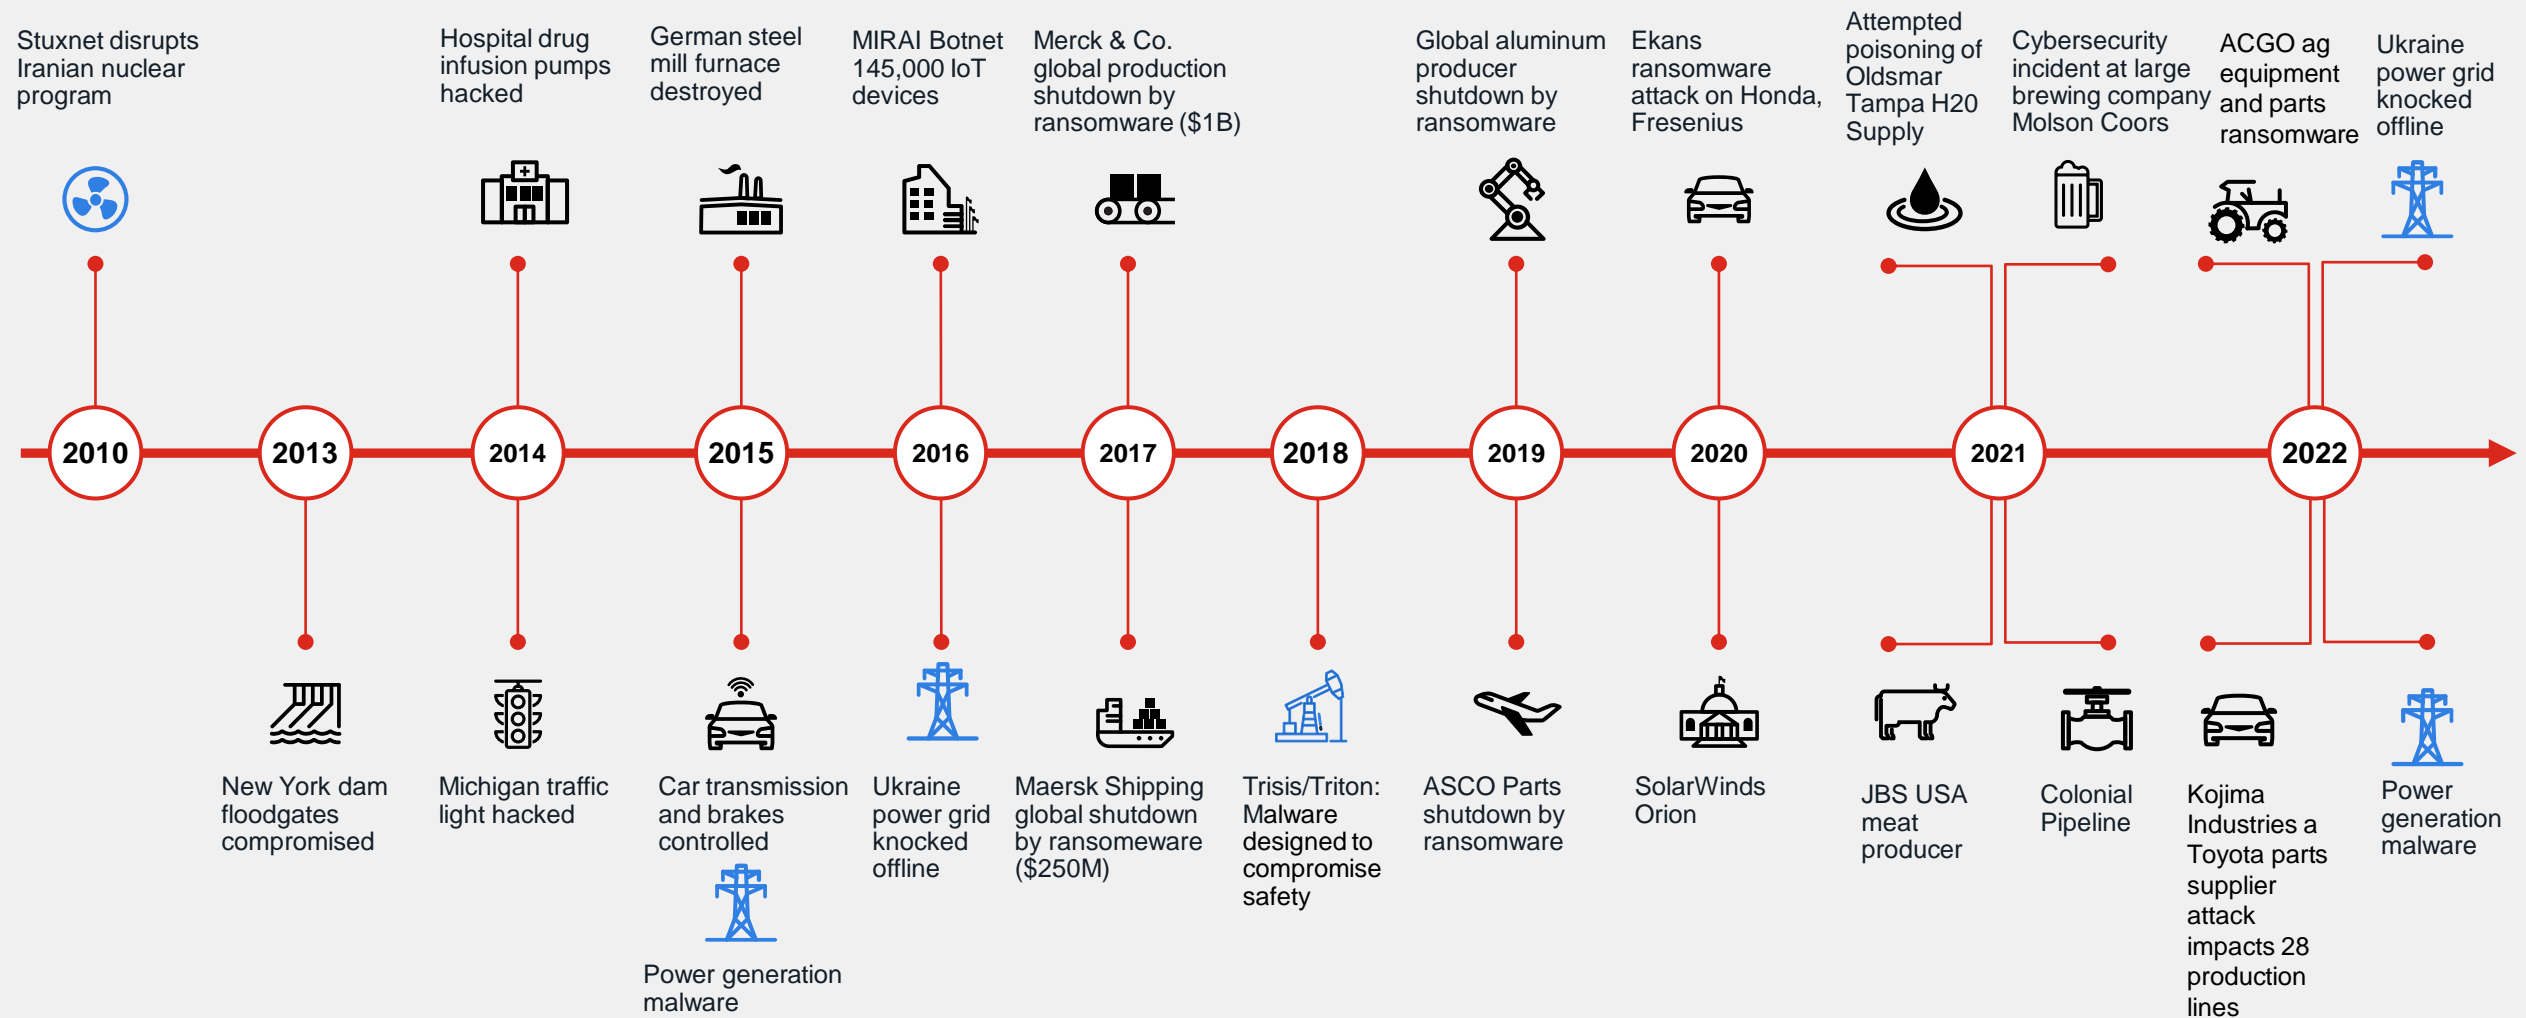 Stuxnet disrupts
Iranian nuclear
program
Hospital drug
infusion pumps
hacked
German steel
mill furnace
destroyed
MIRAI Botnet
145,000 IoT
devices
Merck & Co.
global production
shutdown by
ransomware ($1B)
Global aluminum
producer
shutdown by
ransomware
Ekans
ransomware
attack on Honda,
Fresenius
Attempted
poisoning of
Oldsmar
Tampa H20
Supply
Cybersecurity
incident at large
brewing company
Molson Coors
ACGO ag
equipment
and parts
ransomware
Ukraine
power grid
knocked
offline
2010
2013
2014
2015
2016
2017
2018
2019
2020
2021
2022
New York dam
floodgates
compromised
Michigan traffic
light hacked
Car transmission
and brakes
controlled
Power generation
malware
Ukraine
power grid
knocked
offline
Maersk Shipping
global shutdown
by ransomeware
($250M)
Trisis/Triton:
Malware
designed to
compromise
safety
ASCO Parts
shutdown by
ransomware
SolarWinds
Orion
JBS USA
meat
producer
Colonial
Pipeline
Kojima
Industries a
Toyota parts
supplier
attack
impacts 28
production
lines
Power
generation
malware